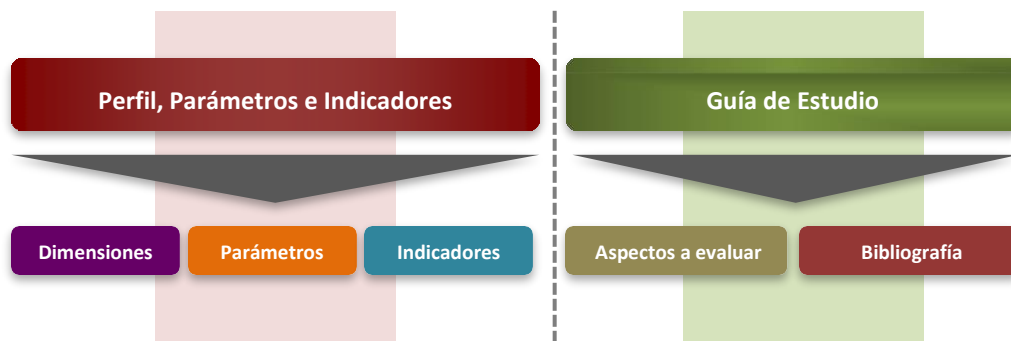 Perfil, Parámetros e Indicadores
Guía de Estudio
Dimensiones
Parámetros
Indicadores
Aspectos a evaluar
Bibliografía